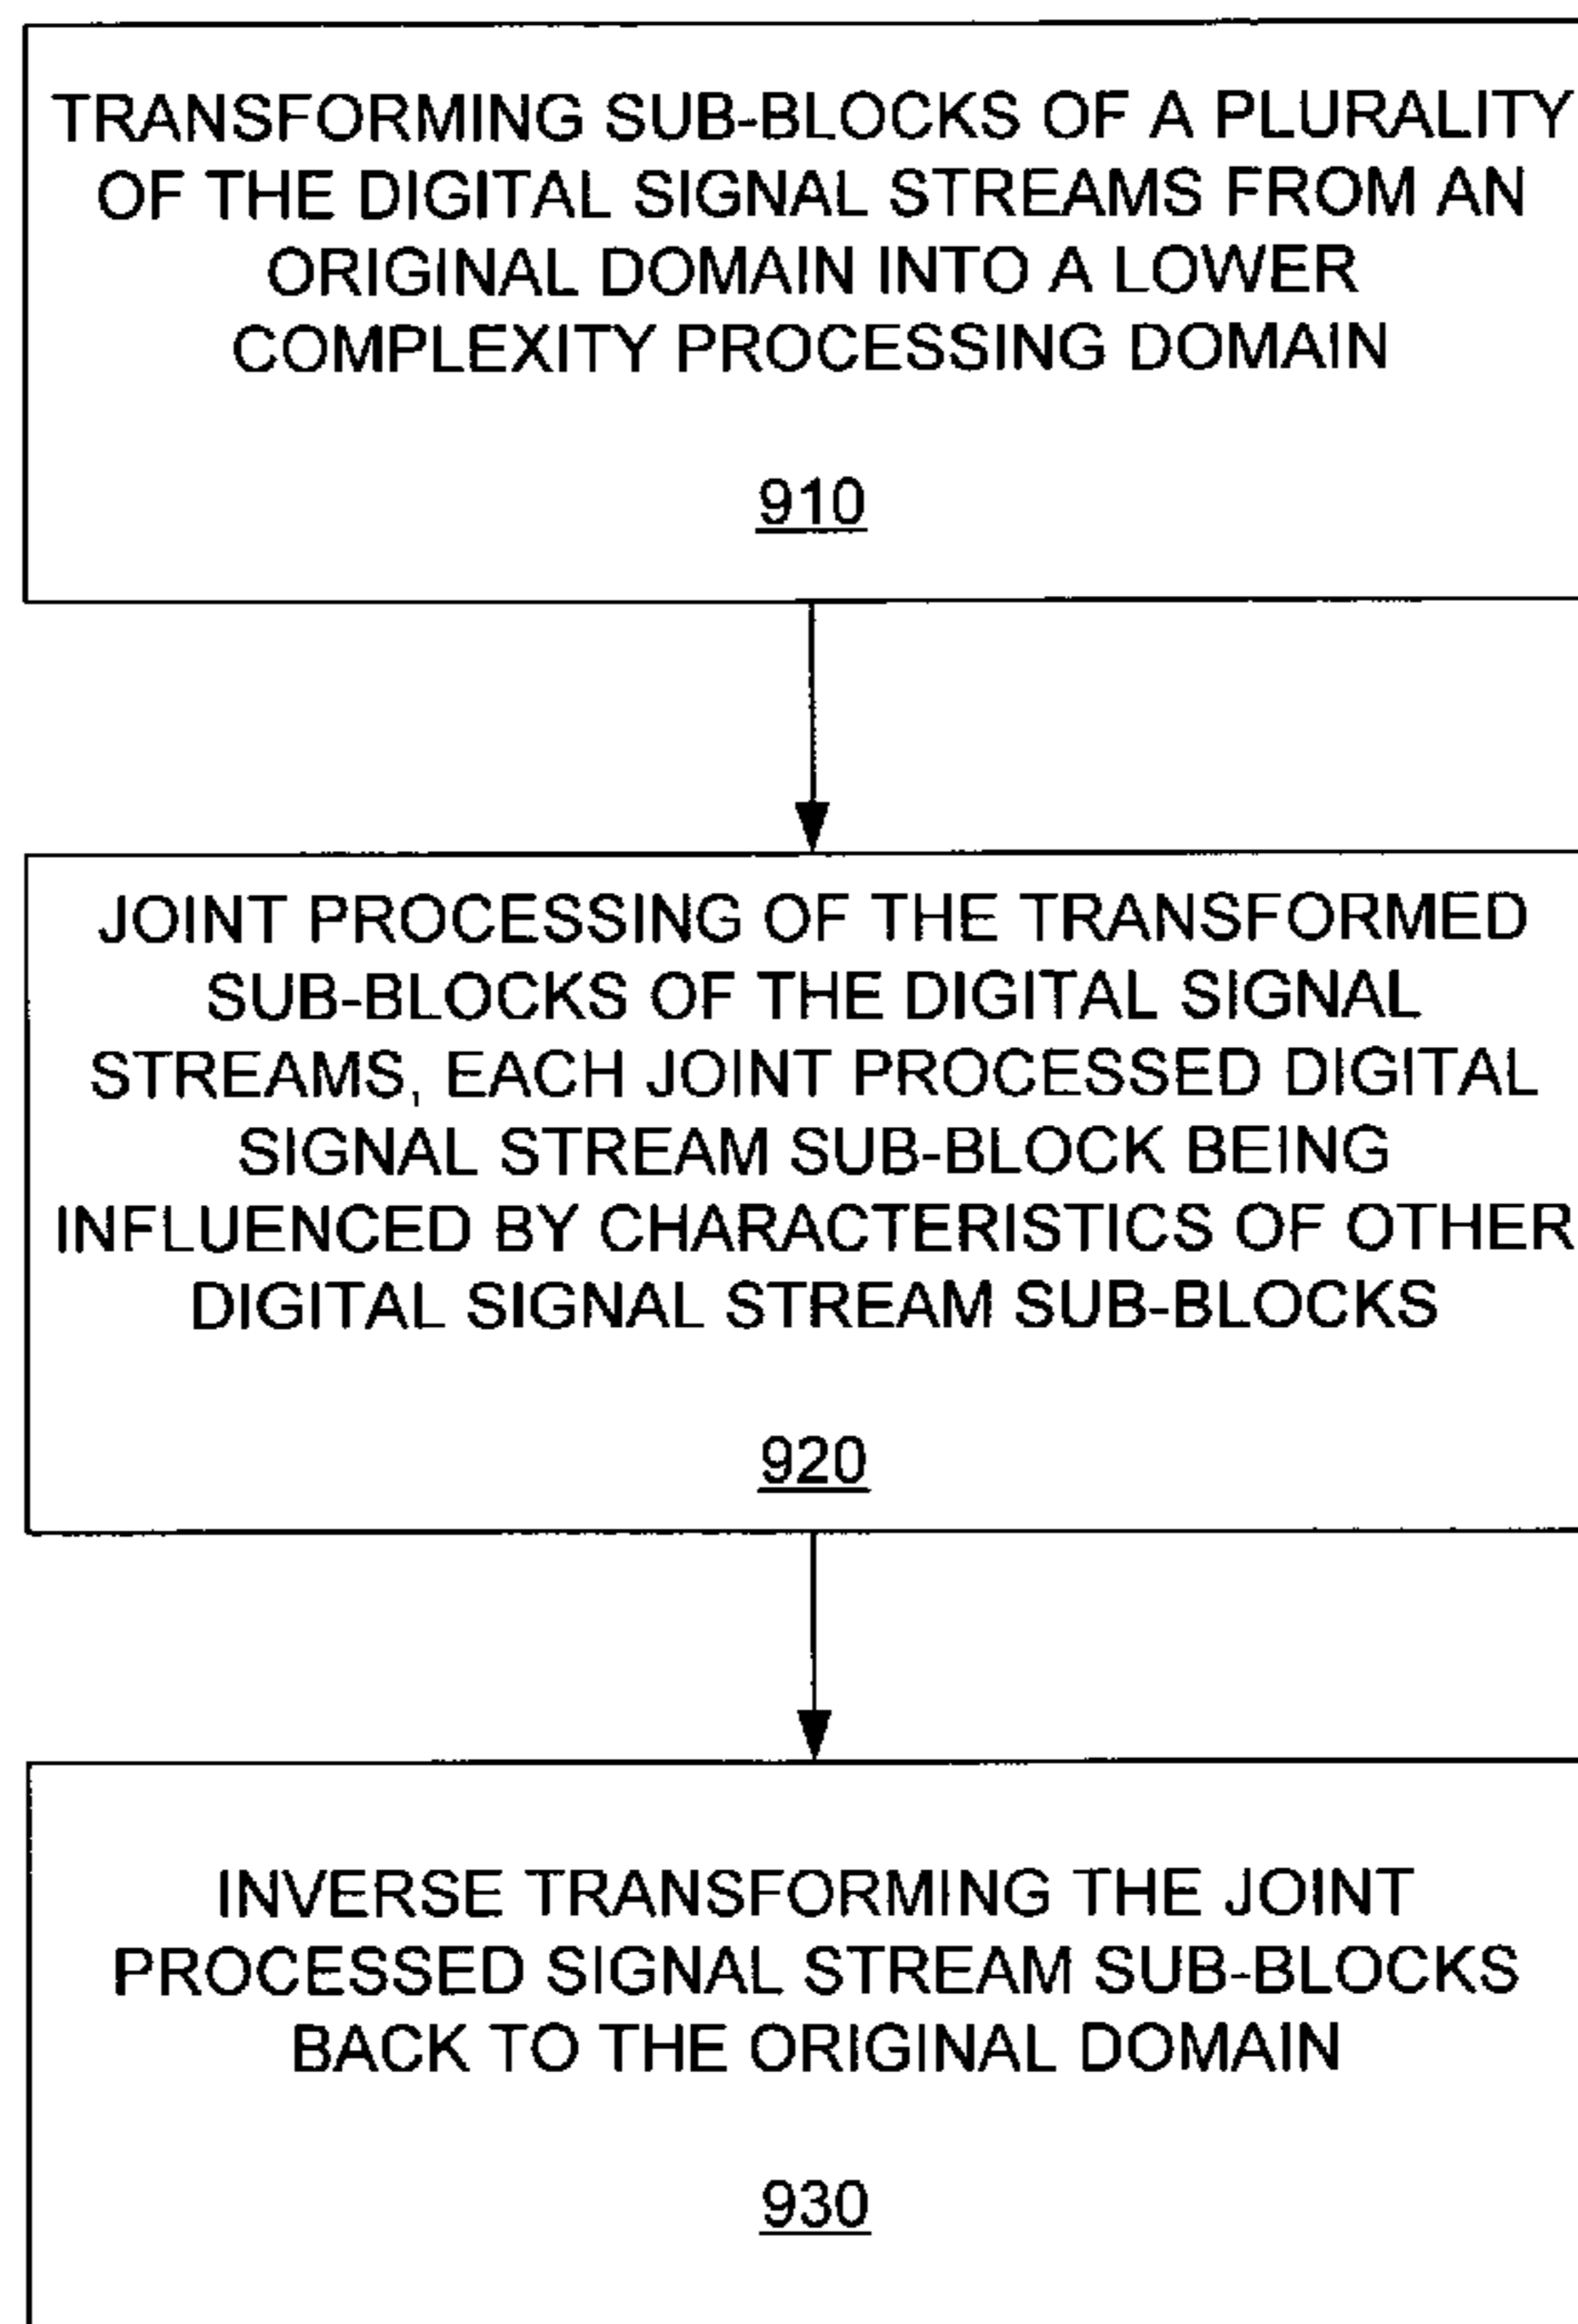 TRANSFORMING SUB-BLOCKS OF A PLURALITY
OF THE DIGITAL SIGNAL STREAMS FROM AN
ORIGINAL DOMAIN INTO A LOWER
COMPLEXITY PROCESSING DOMAIN
910
JOINT PROCESSING OF THE TRANSFORMED
SUB-BLOCKS OF THE DIGITAL SIGNAL
STREAMS, EACH JOINT PROCESSED DIGITAL
SIGNAL STREAM SUB-BLOCK BEING
INFLUENCED BY CHARACTERISTICS OF OTHER
DIGITAL SIGNAL STREAM SUB-BLOCKS
920
INVERSE TRANSFORMING THE JOINT
PROCESSED SIGNAL STREAM SUB-BLOCKS
BACK TO THE ORIGINAL DOMAIN
930